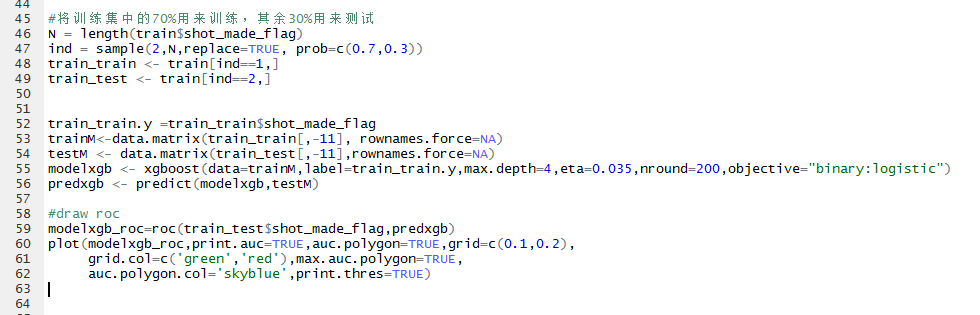 44
45 #将训练集中的70%用来训练，其余30%用来测试
46 N = length(train$shot_made_flag)
47 ind = sample(2,N,replace=TRUE, prob=c(0.7,0.3))
48 train_train <- train[ind==1,]
49 train_test <- train[ind==2,]
50
51
52 train_train.y =train_train$shot_made_flag
53 trainM<-data.matrix(train_train[,-11], rownames.force=NA)
54 testM <- data.matrix(train_test[,-11],rownames.force=NA)
55 modelxgb <- xgboost(data=trainM,label=train_train.y,max.depth=4,eta=0.035,nround=200,objective="binary:logistic")
56 predxgb <- predict(modelxgb,testM)
57
58 #draw roc
59 modelxgb_roc=roc(train_test$shot_made_flag,predxgb)
60 plot(modelxgb_roc,print.auc=TRUE,auc.polygon=TRUE,grid=c(0.1,0.2),
61 grid.col=c('green','red'),max.auc.polygon=TRUE,
62 auc.polygon.col='skyblue',print.thres=TRUE)
63
64